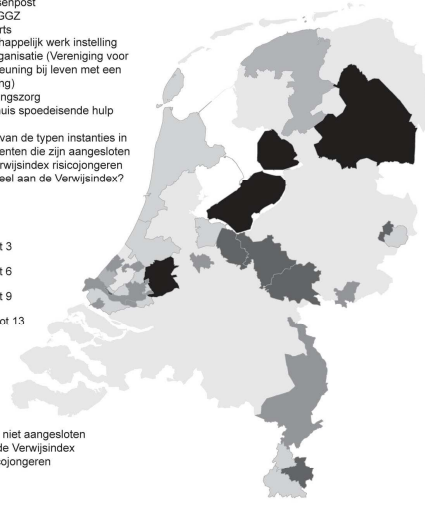 senpost
GGZ
rts
happelijk werk instelling
ganisatie (Vereniging voor
euning bij leven met een
ng)
ngszorg
uis spoedeisende hulp
van de typen instanties in
enten die zijn aangesloten
rwijsindex risicojongeren
eel aan de Verwijsindex?
t 3
t 6
t 9
ot 13
niet aangesloten
de Verwijsindex
cojongeren